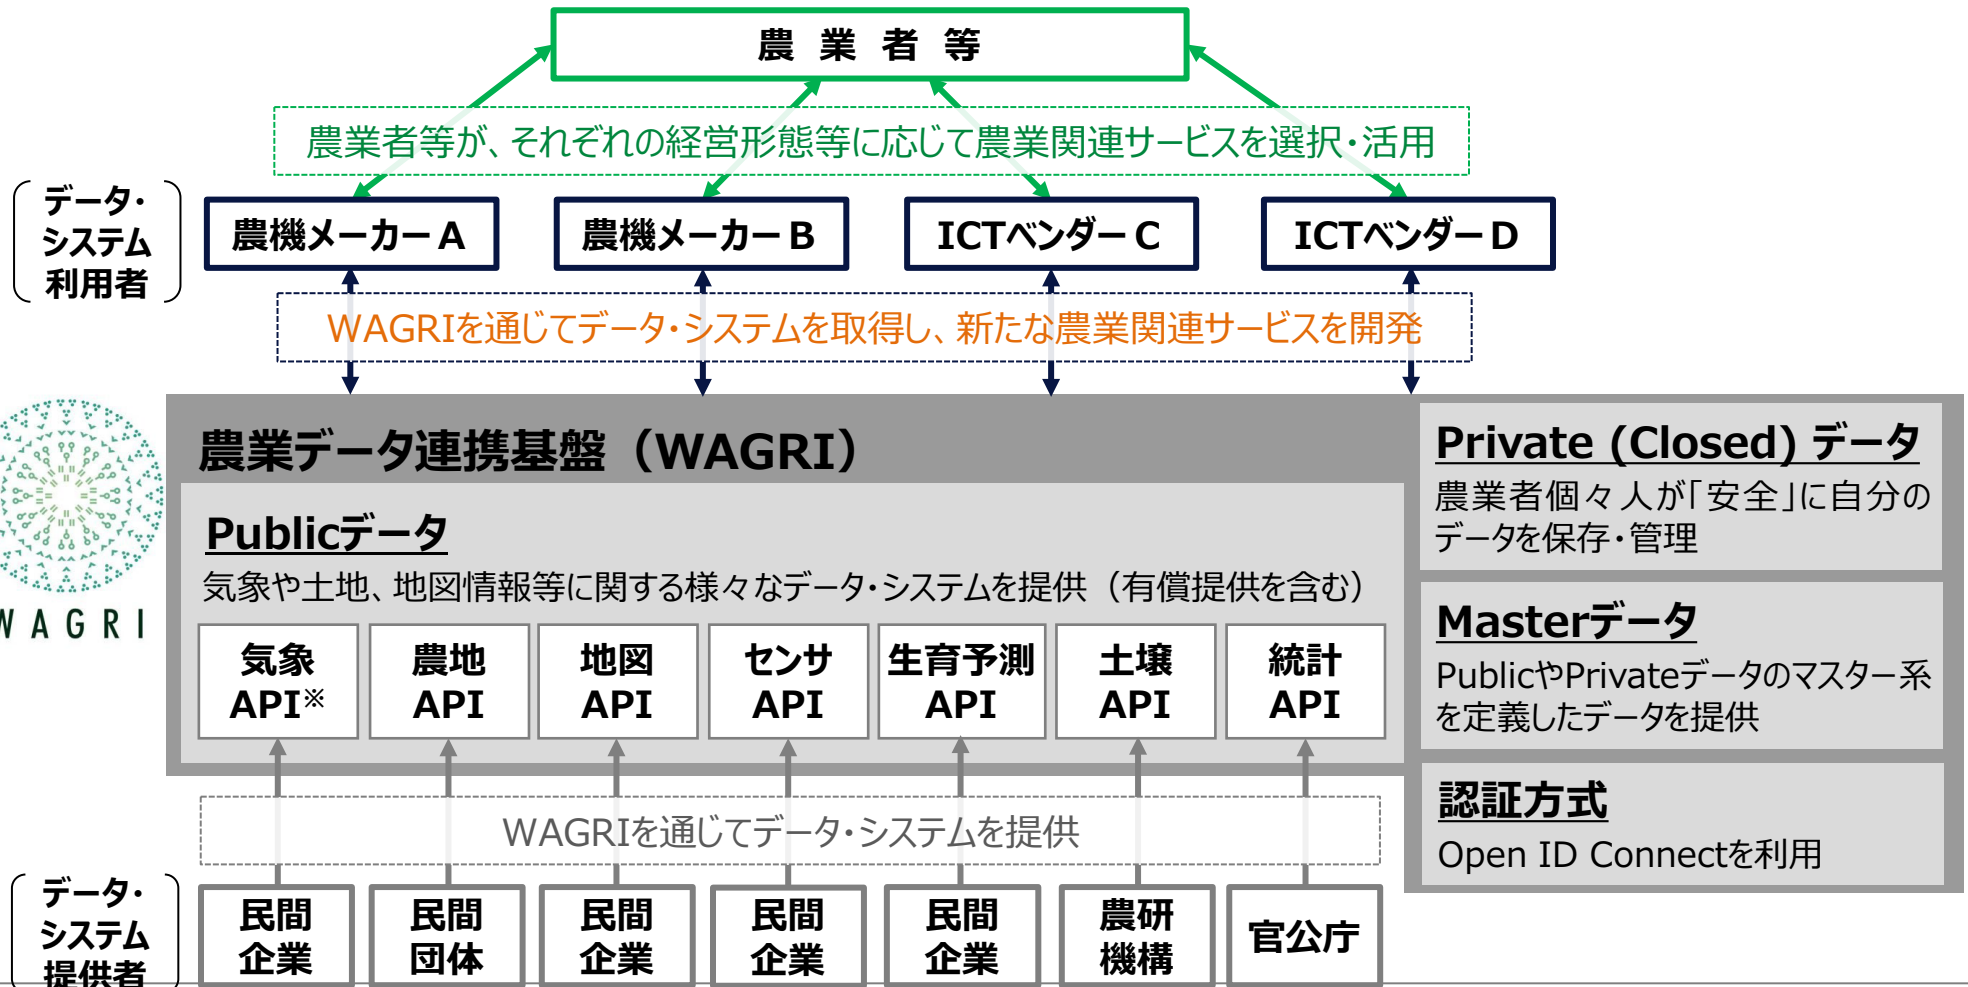 農業者等
農業者等が、それぞれの経営形態等に応じて農業関連サービスを選択・活用
データ・
システム
利用者
農機メーカーA
農機メーカーB
ICTベンダーC
ICTベンダーD
WAGRIを通じてデータ・システムを取得し、新たな農業関連サービスを開発
WAGRI
農業データ連携基盤（WAGRI）
Publicデータ
気象や土地、地図情報等に関する様々なデータ・システムを提供（有償提供を含む）
気象
API※
農地
API
地図
API
センサ
API
生育予測
API
土壌
API
統計
API
Private (Closed) データ
農業者個々人が「安全」に自分の
データを保存・管理
Masterデータ
PublicやPrivateデータのマスター系
を定義したデータを提供
認証方式
Open ID Connectを利用
WAGRIを通じてデータ・システムを提供
データ・
システム
提供者
民間
企業
民間
団体
民間
企業
民間
企業
民間
企業
農研
機構
官公庁